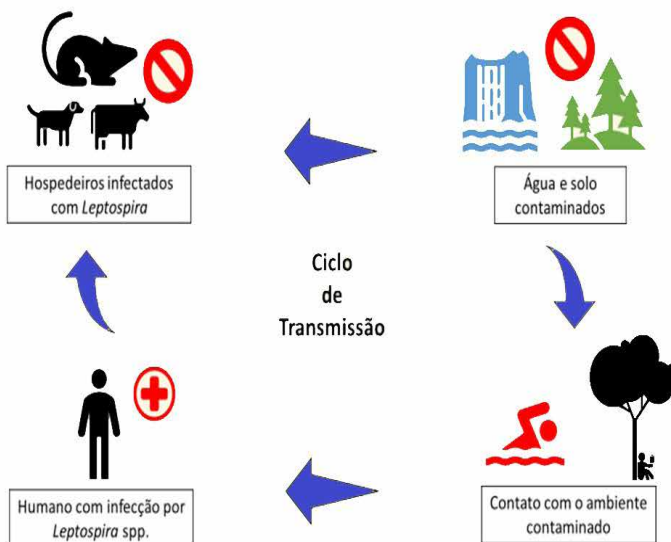 Hospedeiros infectados
com Leptospira
Água e solo
contaminados
Ciclo
de
Transmissão
Humano com infecção por
Leptospira spp.
Contato com o ambiente
contaminado